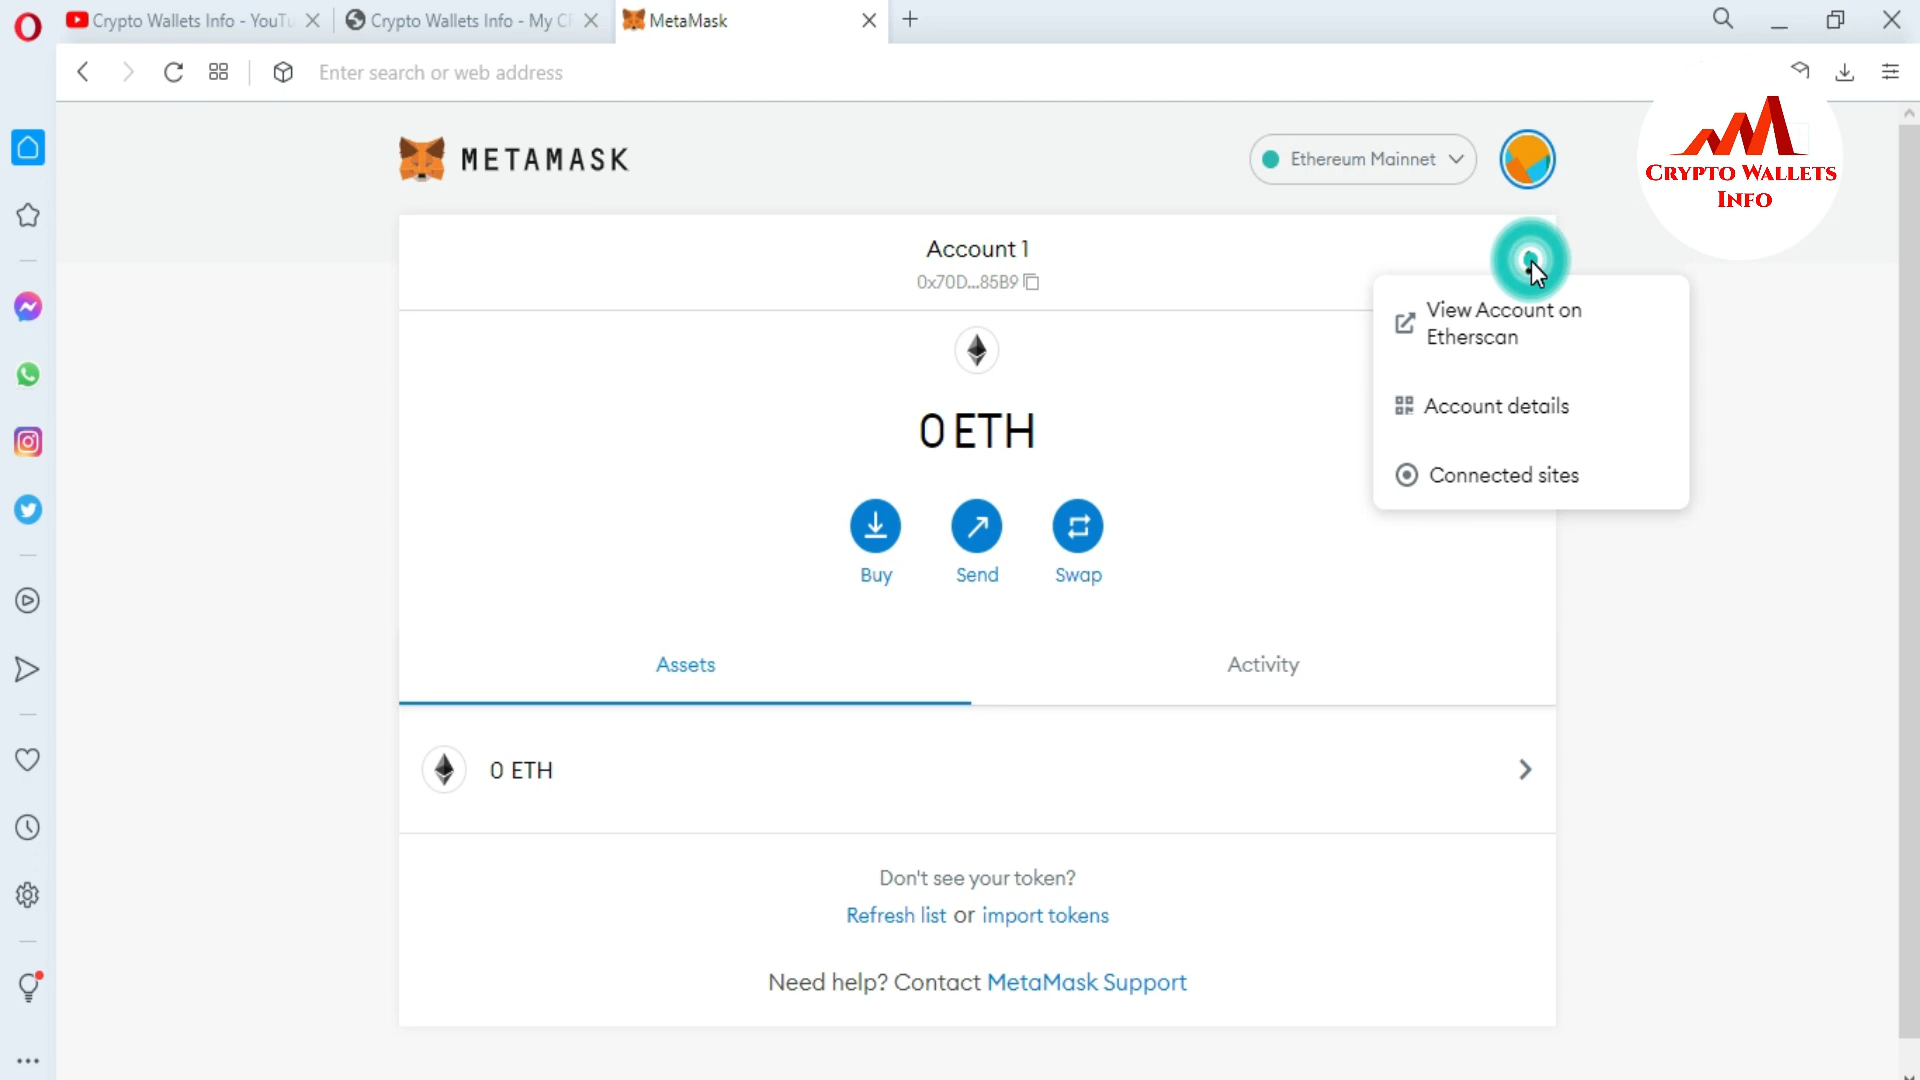 Crypto Wallets Info - YouTu
Crypto Wallets Info - My Cr
MetaMask
Enter search or web address
METAMASK
Ethereum Mainnet
CRYPTO WALLETS
INFO
Account 1
0x70D...85B9
View Account on
Etherscan
Account details
Connected sites
0 ETH
Buy
Send
Swap
Assets
Activity
0 ETH
Don't see your token?
Refresh list or import tokens
Need help? Contact MetaMask Support